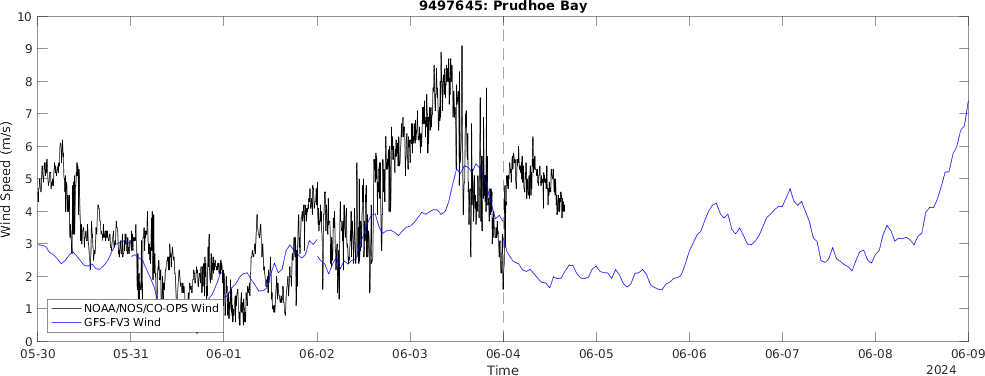 9497645: Prudhoe Bay
10
9
8
7
6
5
4
3
2
1
0
Wind Speed (m/s)
NOAA/NOS/CO-OPS Wind
GFS-FV3 Wind
05-30 05-31 06-01 06-02 06-03 06-04 06-05 06-06 06-07 06-08 06-09
Time
2024